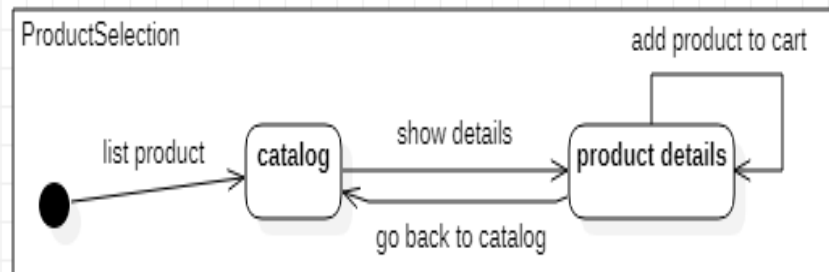 ProductSelection
add product to cart
list product
catalog
show details
product details
go back to catalog